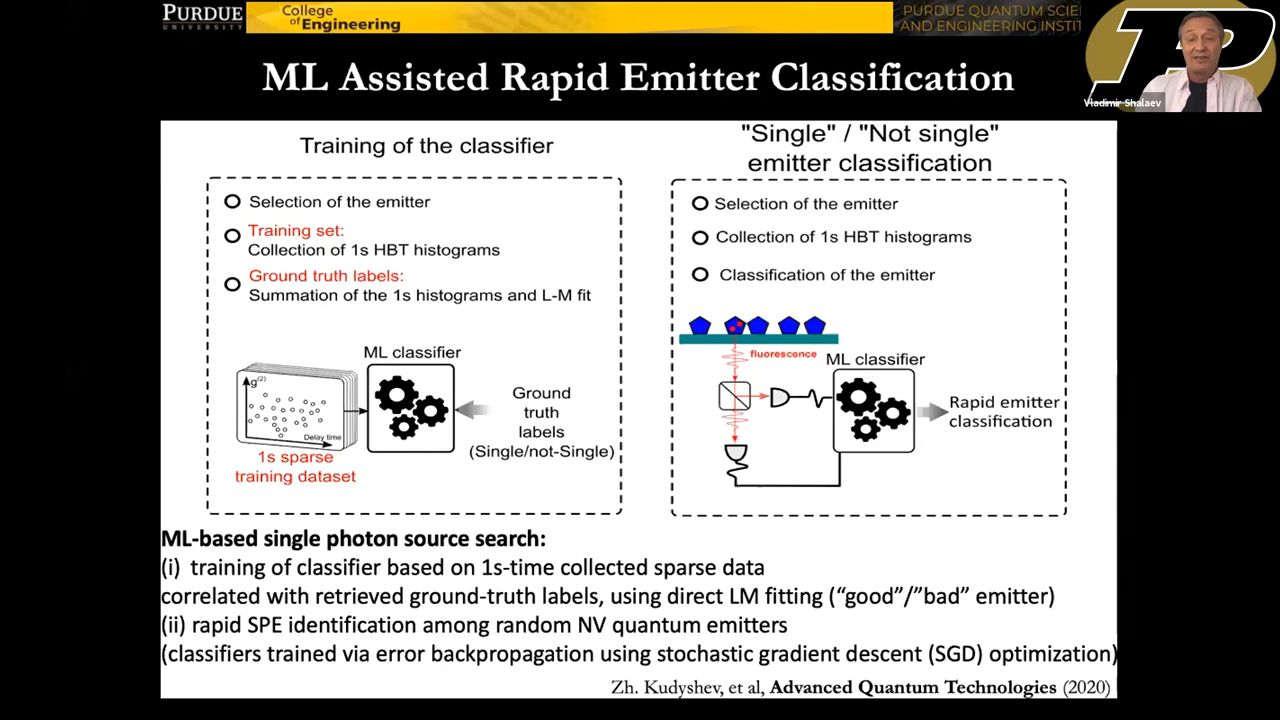 PURDUE
UNIVERSITY
College
of Engineering
PURDUE QUANTUM SCIE
AND ENGINEERING INSTIT
Vladimir Shalaev
ML Assisted Rapid Emitter Classification
Training of the classifier
Selection of the emitter
Training set:
Collection of 1s HBT histograms
Ground truth labels:
Summation of the 1s histograms and L-M fit
ML classifier
g(2)
Delay time
1s sparse
training dataset
Ground
truth
labels
(Single/not-Single)
"Single" / "Not single"
emitter classification
Selection of the emitter
Collection of 1s HBT histograms
Classification of the emitter
fluorescence
ML classifier
Rapid emitter
classification
ML-based single photon source search:
(i) training of classifier based on 1s-time collected sparse data
correlated with retrieved ground-truth labels, using direct LM fitting (“good”/”bad” emitter)
(ii) rapid SPE identification among random NV quantum emitters
(classifiers trained via error backpropagation using stochastic gradient descent (SGD) optimization)
Zh. Kudyshev, et al, Advanced Quantum Technologies (2020)